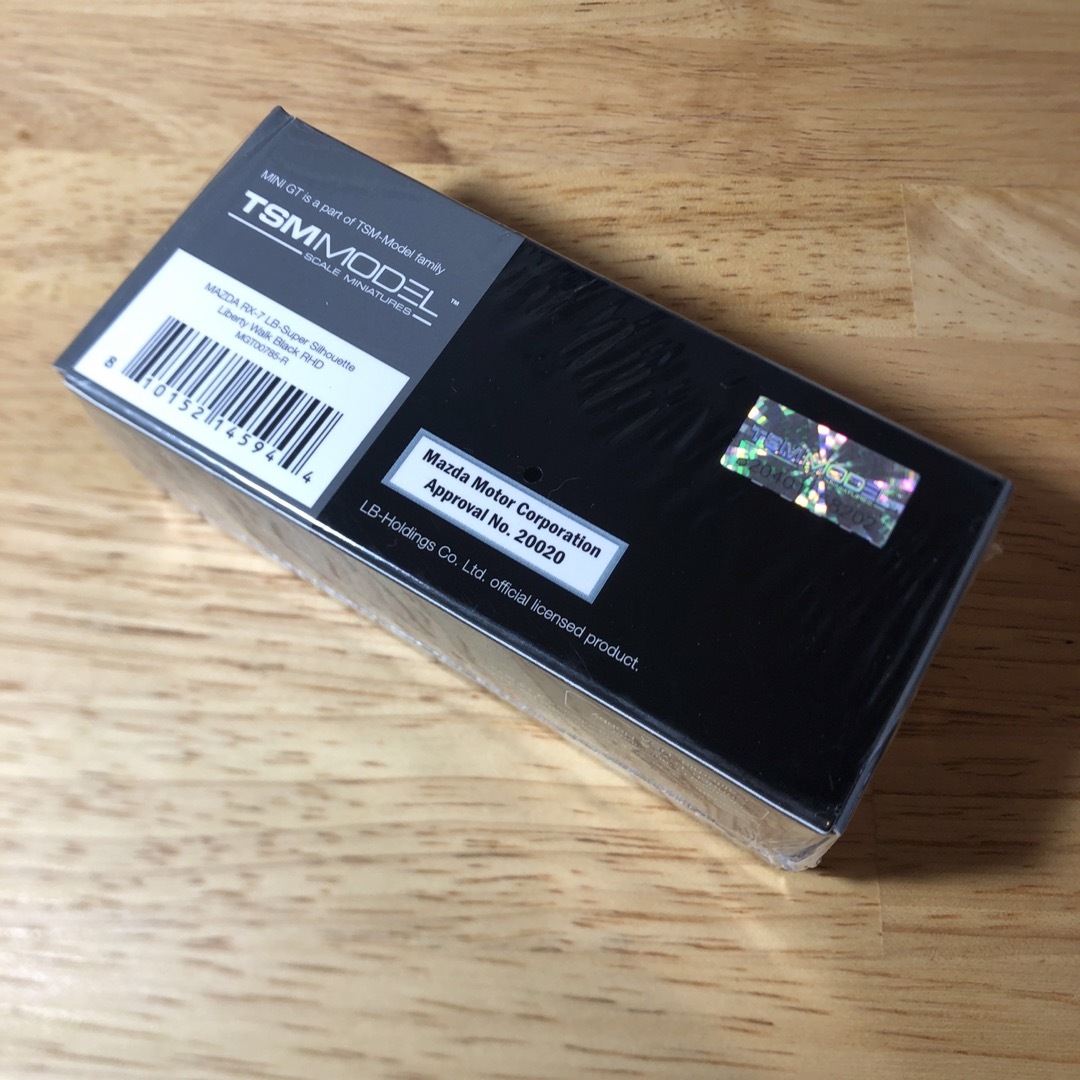 MINI GT is a part of TSM-Model family
TSMMODEL™
SCALE MINIATURES
MAZDA RX-7 LB-Super Silhouette
Liberty Walk Black RHD
MGT00785-R
8 10152 14594 4
Mazda Motor Corporation
Approval No. 20020
LB-Holdings Co. Ltd. official licensed product.
TSMMODEL